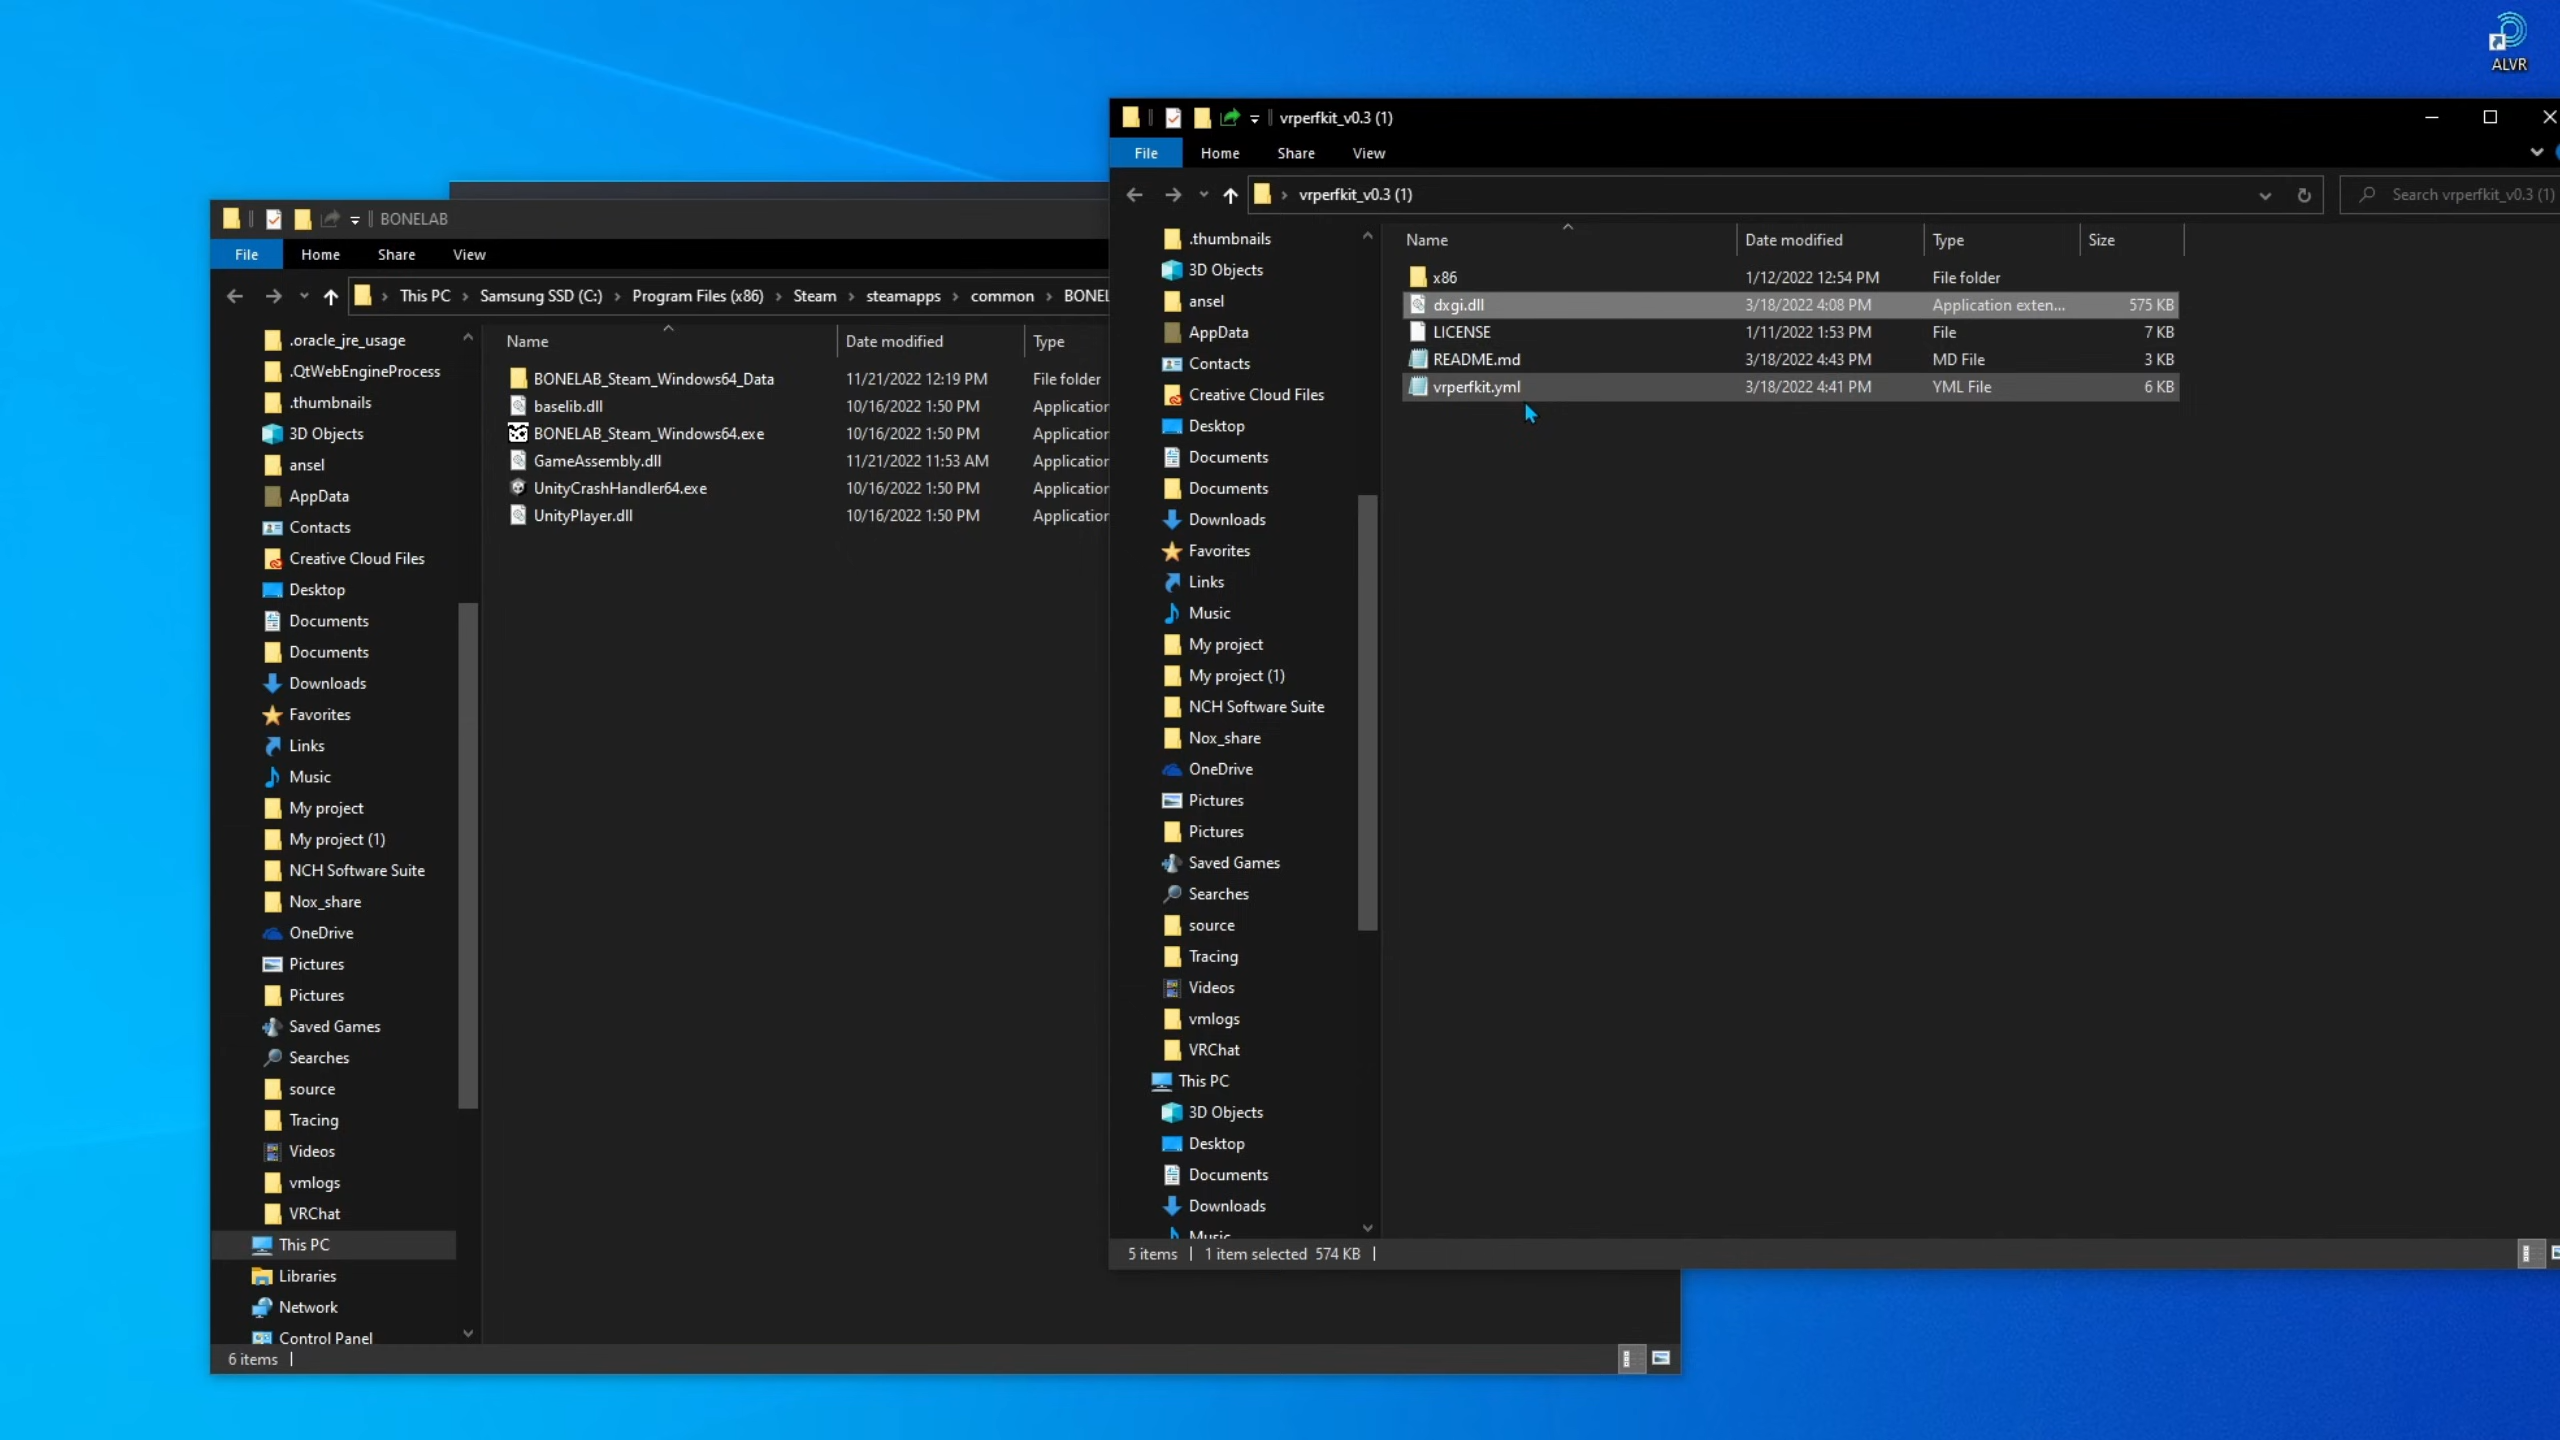 ALVR
vrperfkit_v0.3 (1)
File Home Share View
vrperfkit_v0.3 (1)
Search vrperfkit_v0.3 (1)
.thumbnails
3D Objects
ansel
AppData
Contacts
Creative Cloud Files
Desktop
Documents
Documents
Downloads
Favorites
Links
Music
My project
My project (1)
NCH Software Suite
Nox_share
OneDrive
Pictures
Pictures
Saved Games
Searches
source
Tracing
Videos
vmlogs
VRChat
This PC
3D Objects
Desktop
Documents
Downloads
Music
Name Date modified Type Size
x86 1/12/2022 12:54 PM File folder
dxgi.dll 3/18/2022 4:08 PM Application exten... 575 KB
LICENSE 1/11/2022 1:53 PM File 7 KB
README.md 3/18/2022 4:43 PM MD File 3 KB
vrperfkit.yml 3/18/2022 4:41 PM YML File 6 KB
5 items 1 item selected 574 KB
BONELAB
File Home Share View
This PC Samsung SSD (C:) Program Files (x86) Steam steamapps common BONEL
.oracle_jre_usage
.QtWebEngineProcess
.thumbnails
3D Objects
ansel
AppData
Contacts
Creative Cloud Files
Desktop
Documents
Documents
Downloads
Favorites
Links
Music
My project
My project (1)
NCH Software Suite
Nox_share
OneDrive
Pictures
Pictures
Saved Games
Searches
source
Tracing
Videos
vmlogs
VRChat
This PC
Libraries
Network
Control Panel
Name Date modified Type
BONELAB_Steam_Windows64_Data 11/21/2022 12:19 PM File folder
baselib.dll 10/16/2022 1:50 PM Application
BONELAB_Steam_Windows64.exe 10/16/2022 1:50 PM Application
GameAssembly.dll 11/21/2022 11:53 AM Application
UnityCrashHandler64.exe 10/16/2022 1:50 PM Application
UnityPlayer.dll 10/16/2022 1:50 PM Application
6 items